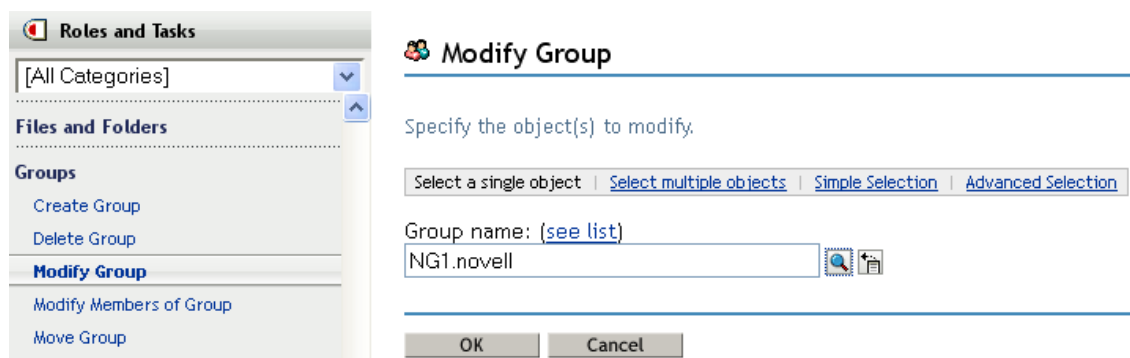 Roles and Tasks
[All Categories]
Files and Folders
Groups
Create Group
Delete Group
Modify Group
Modify Members of Group
Move Group
Modify Group
Specify the object(s) to modify.
Select a single object | Select multiple objects | Simple Selection | Advanced Selection
Group name: (see list)
NG1.novell
OK Cancel